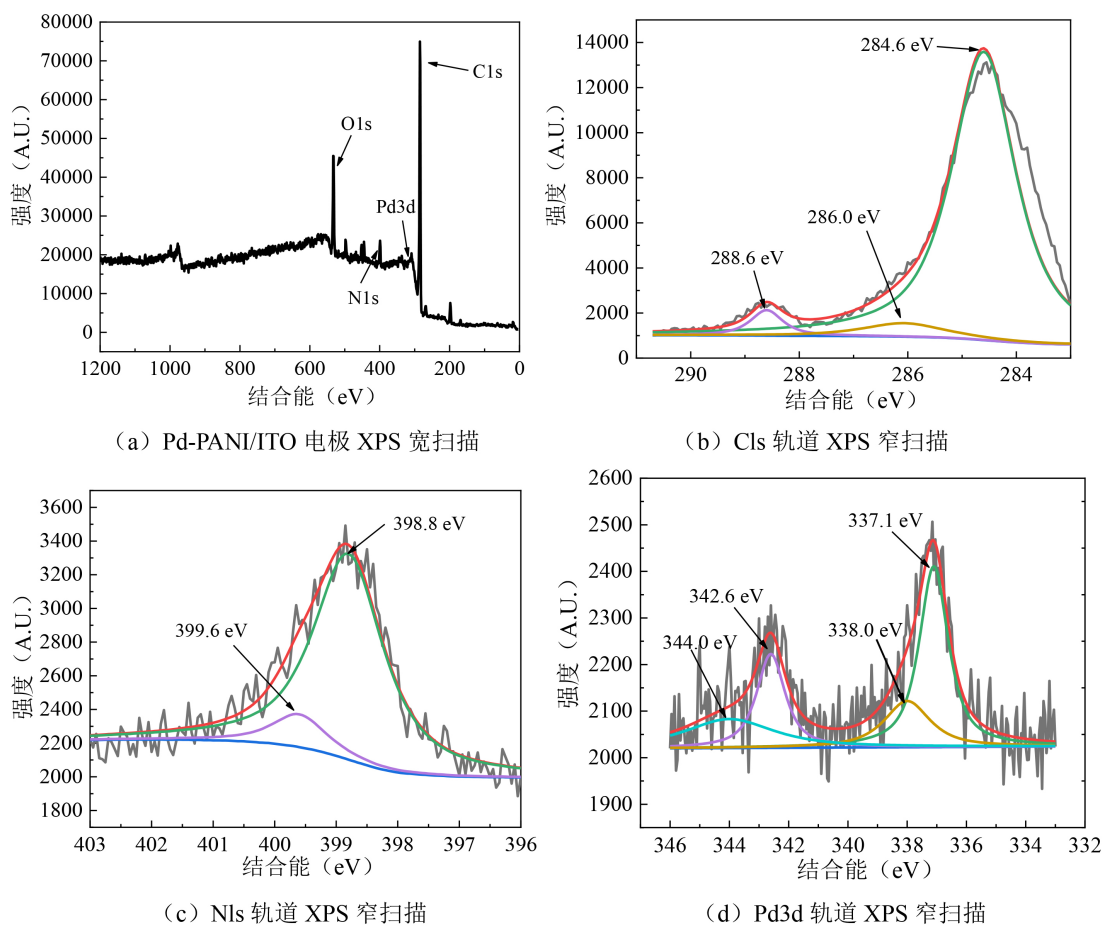 80000
70000
60000
50000
40000
30000
20000
10000
0
强度（A.U.）
C1s
O1s
Pd3d
N1s
1200 1000 800 600 400 200 0
结合能（eV）
（a）Pd-PANI/ITO 电极 XPS 宽扫描
14000
12000
10000
8000
6000
4000
2000
0
强度（A.U.）
284.6 eV
286.0 eV
288.6 eV
290 288 286 284
结合能（eV）
（b）Cls 轨道 XPS 窄扫描
3600
3400
3200
3000
2800
2600
2400
2200
2000
1800
强度（A.U.）
398.8 eV
399.6 eV
403 402 401 400 399 398 397 396
结合能（eV）
（c）Nls 轨道 XPS 窄扫描
2600
2500
2400
2300
2200
2100
2000
1900
强度（A.U.）
337.1 eV
342.6 eV
338.0 eV
344.0 eV
346 344 342 340 338 336 334 332
结合能（eV）
（d）Pd3d 轨道 XPS 窄扫描